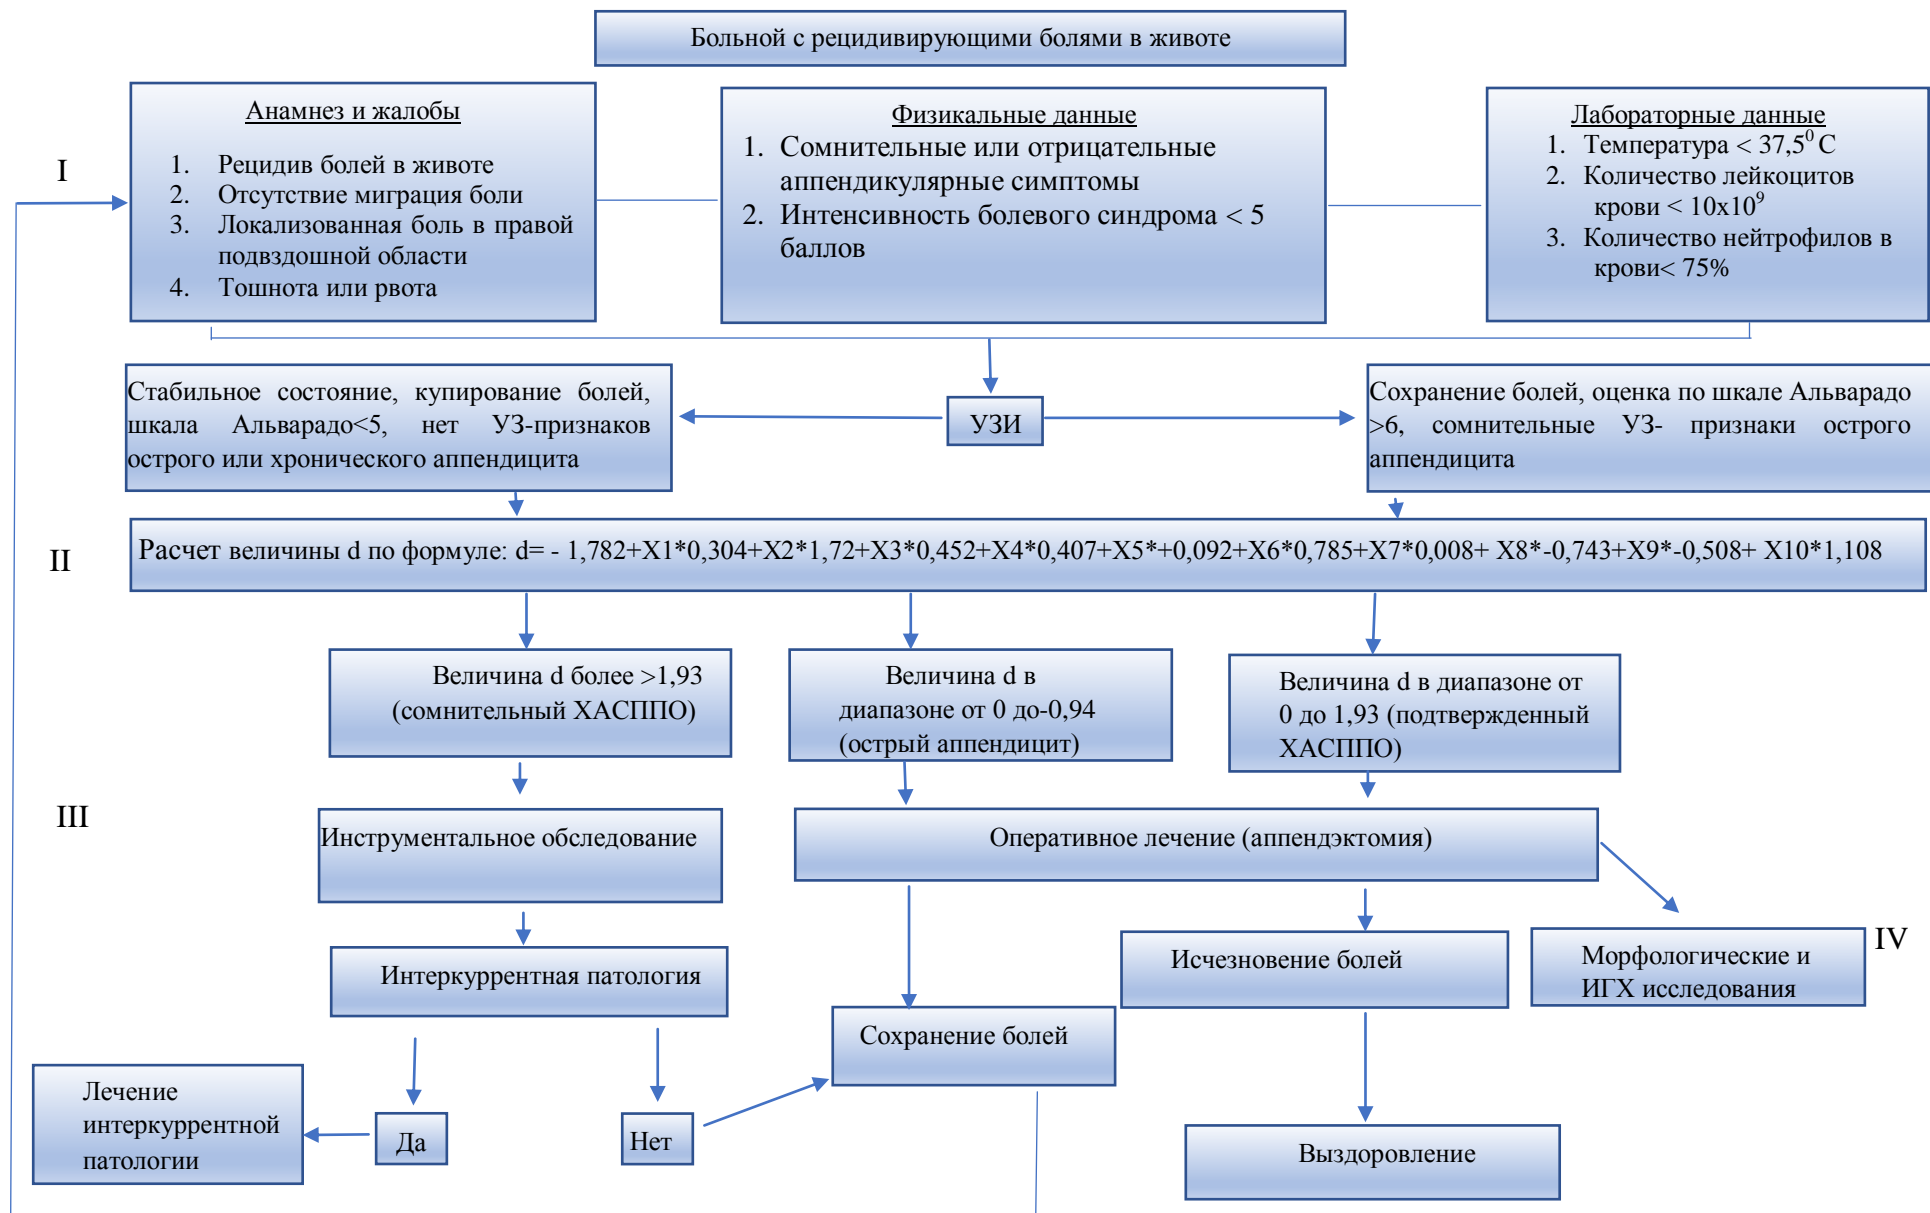 Больной с рецидивирующими болями в животе
I
Анамнез и жалобы
1. Рецидив болей в животе
2. Отсутствие миграция боли
3. Локализованная боль в правой
подвздошной области
4. Тошнота или рвота
Физикальные данные
1. Сомнительные или отрицательные
аппендикулярные симптомы
2. Интенсивность болевого синдрома < 5
баллов
Лабораторные данные
1. Температура < 37,5⁰ С
2. Количество лейкоцитов
крови < 10х10⁹
3. Количество нейтрофилов в
крови< 75%
Стабильное состояние, купирование болей,
шкала Альварадо<5, нет УЗ-признаков
острого или хронического аппендицита
УЗИ
Сохранение болей, оценка по шкале Альварадо
>6, сомнительные УЗ- признаки острого
аппендицита
II
Расчет величины d по формуле: d= - 1,782+X1*0,304+X2*1,72+X3*0,452+X4*0,407+X5*+0,092+X6*0,785+X7*0,008+ X8*-0,743+X9*-0,508+ X10*1,108
Величина d более >1,93
(сомнительный ХАСППО)
Величина d в
диапазоне от 0 до-0,94
(острый аппендицит)
Величина d в диапазоне от
0 до 1,93 (подтвержденный
ХАСППО)
III
Инструментальное обследование
Оперативное лечение (аппендэктомия)
IV
Интеркуррентная патология
Исчезновение болей
Морфологические и
ИГХ исследования
Сохранение болей
Лечение
интеркуррентной
патологии
Да
Нет
Выздоровление